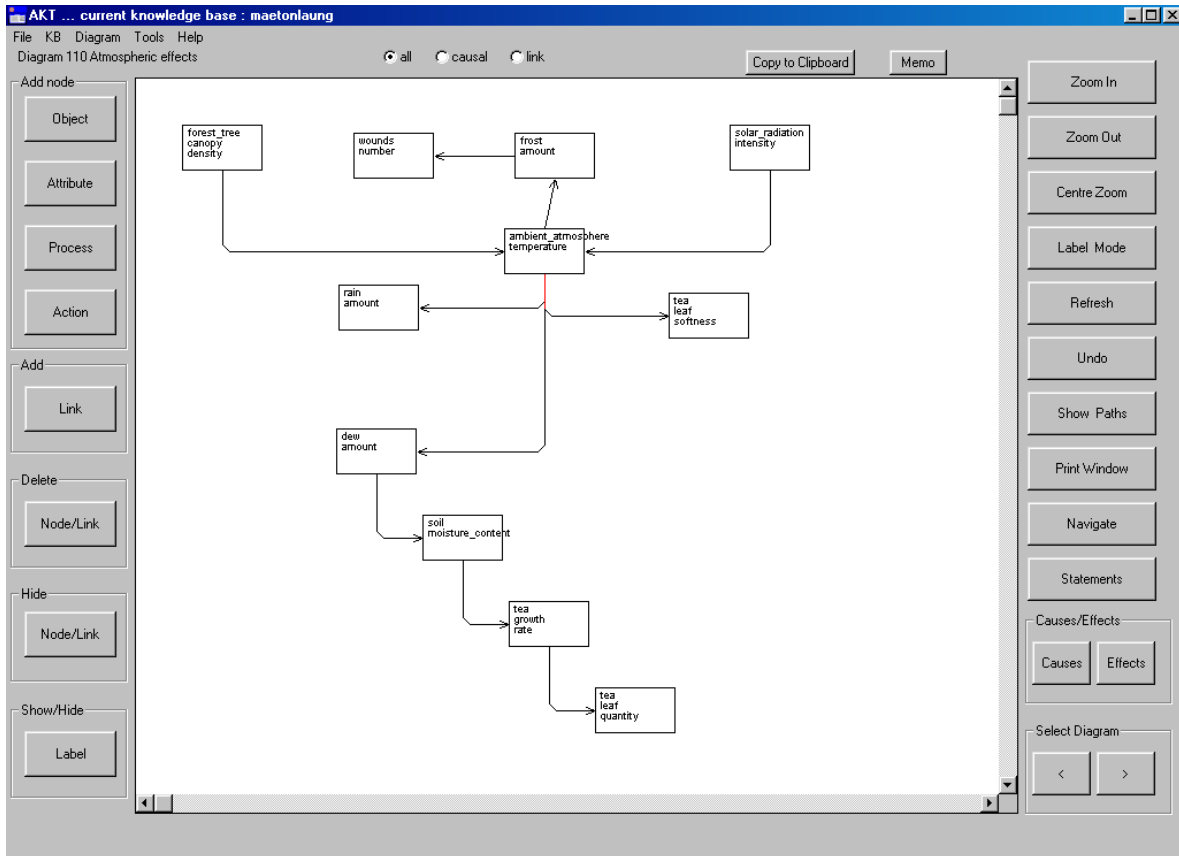 AKT ... current knowledge base : maetonlaung
File KB Diagram Tools Help
Diagram 110 Atmospheric effects
all causal link
Copy to Clipboard
Memo
Add node
Object
Attribute
Process
Action
Add
Link
Delete
Node/Link
Hide
Node/Link
Show/Hide
Label
forest_tree
canopy
density
wounds
number
frost
amount
solar_radiation
intensity
ambient_atmosphere
temperature
rain
amount
tea
leaf
softness
dew
amount
soil
moisture_content
tea
growth
rate
tea
leaf
quantity
Zoom In
Zoom Out
Centre Zoom
Label Mode
Refresh
Undo
Show Paths
Print Window
Navigate
Statements
Causes/Effects
Causes Effects
Select Diagram
< >